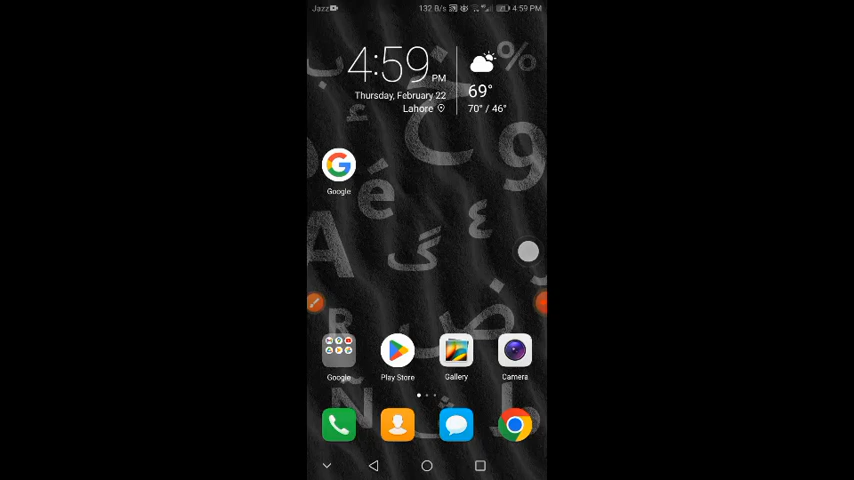 Jazz 132 B/s 4:59 PM
4:59 PM
Thursday, February 22
Lahore
69°
70° / 46°
%
خ
و
é
A
٤
گ
ض
R
Ñ
Google
Google
Play Store
Gallery
Camera